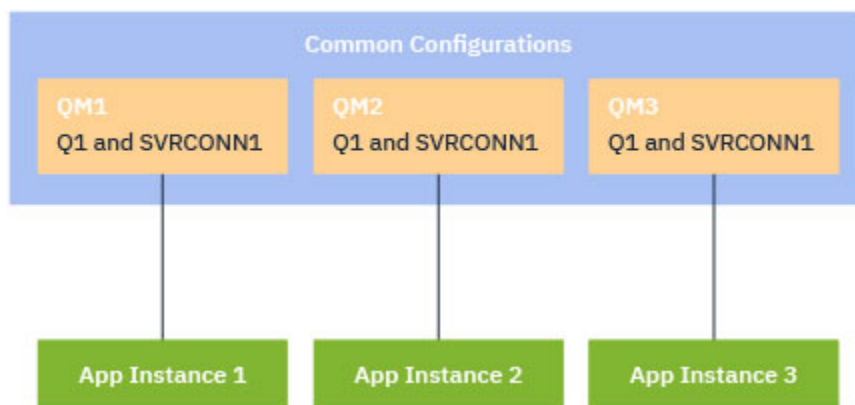 Common Configurations
QM1
Q1 and SVRCONN1
QM2
Q1 and SVRCONN1
QM3
Q1 and SVRCONN1
App Instance 1
App Instance 2
App Instance 3